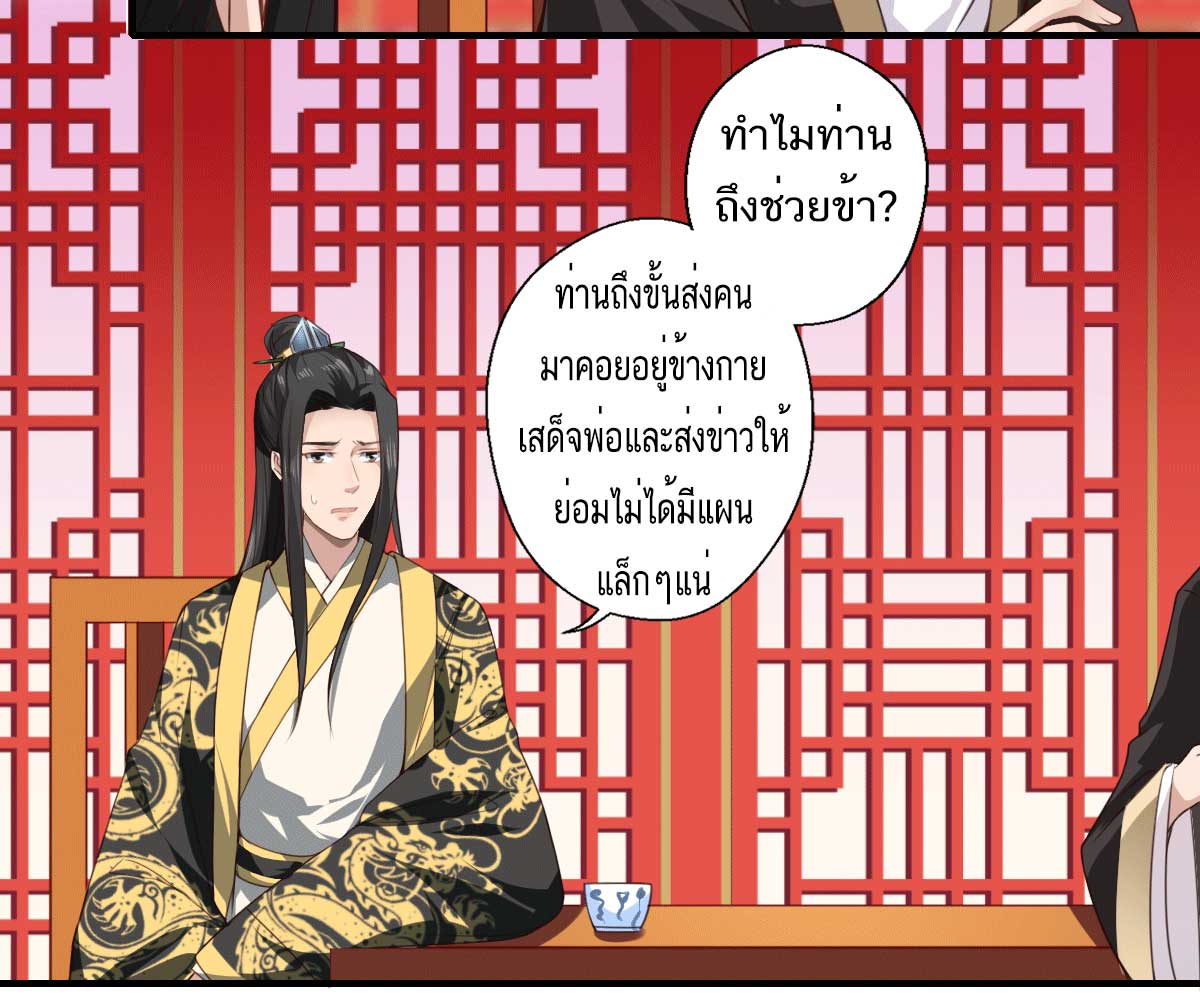 ทำไมท่าน
ถึงช่วยข้า?
ท่านถึงขั้นส่งคน
มาคอยอยู่ข้างกาย
เสด็จพ่อและส่งข่าวให้
ย่อมไม่ได้มีแผน
แล็กๆแน่